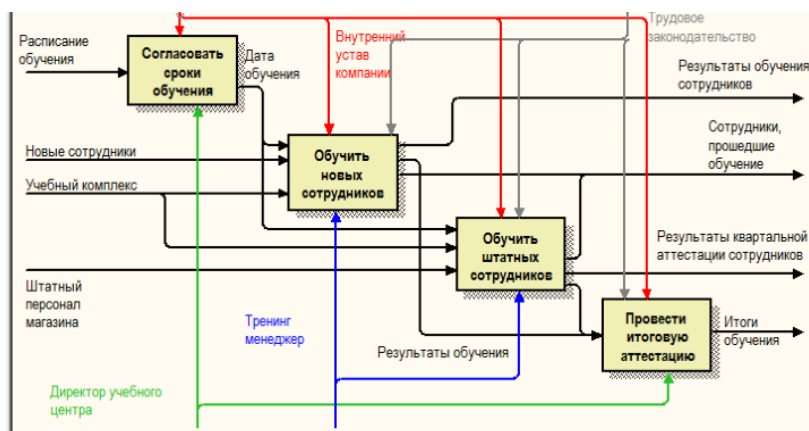 Расписание
обучения
Согласовать
сроки
обучения
Дата
обучения
Внутренний
устав
компании
Трудовое
законодательство
Результаты обучения
сотрудников
Новые сотрудники
Учебный комплекс
Обучить
новых
сотрудников
Сотрудники,
прошедшие
обучение
Штатный
персонал
магазина
Обучить
штатных
сотрудников
Результаты квартальной
аттестации сотрудников
Тренинг
менеджер
Результаты обучения
Провести
итоговую
аттестацию
Итоги
обучения
Директор учебного
центра